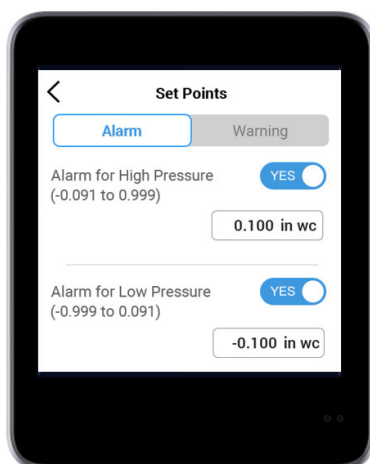 Set Points
Alarm
Warning
Alarm for High Pressure
YES
(-0.091 to 0.999)
0.100 in wc
Alarm for Low Pressure
YES
(-0.999 to 0.091)
-0.100 in wc